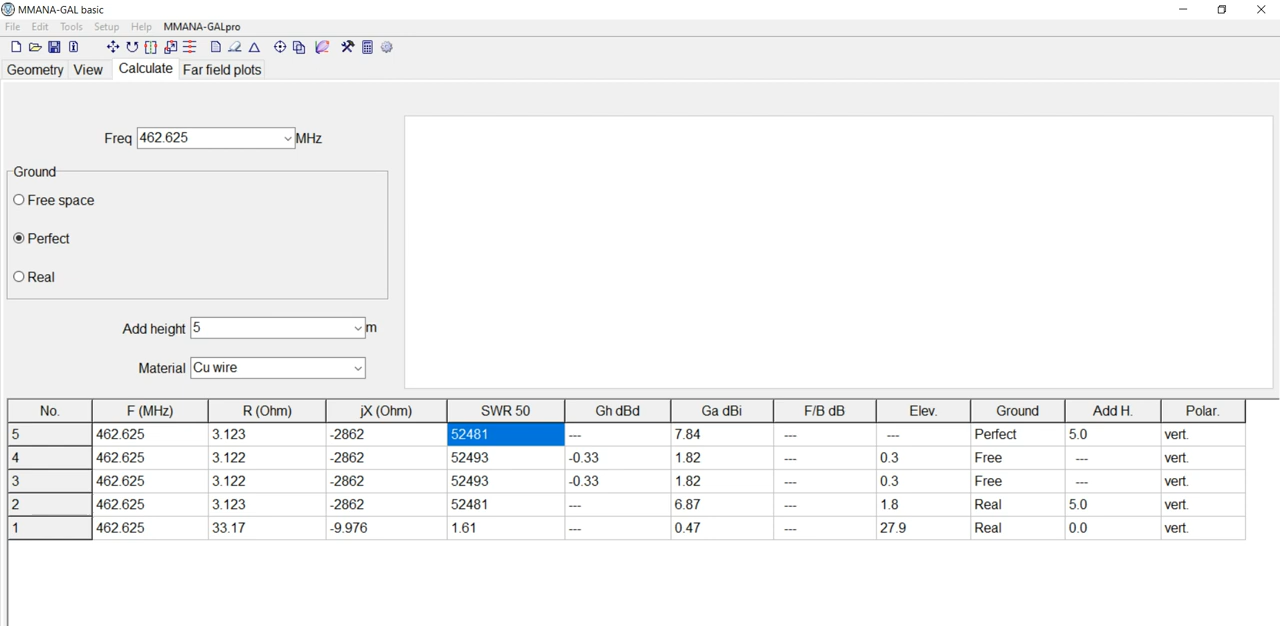 MMANA-GAL basic
File Edit Tools Setup Help MMANA-GALpro
Geometry View Calculate Far field plots
Freq 462.625 MHz
Ground
Free space
Perfect
Real
Add height 5 m
Material Cu wire
No. F (MHz) R (Ohm) jX (Ohm) SWR 50 Gh dBd Ga dBi F/B dB Elev. Ground Add H. Polar.
5 462.625 3.123 -2862 52481 --- 7.84 --- --- Perfect 5.0 vert.
4 462.625 3.122 -2862 52493 -0.33 1.82 --- 0.3 Free --- vert.
3 462.625 3.122 -2862 52493 -0.33 1.82 --- 0.3 Free --- vert.
2 462.625 3.123 -2862 52481 --- 6.87 --- 1.8 Real 5.0 vert.
1 462.625 33.17 -9.976 1.61 --- 0.47 --- 27.9 Real 0.0 vert.